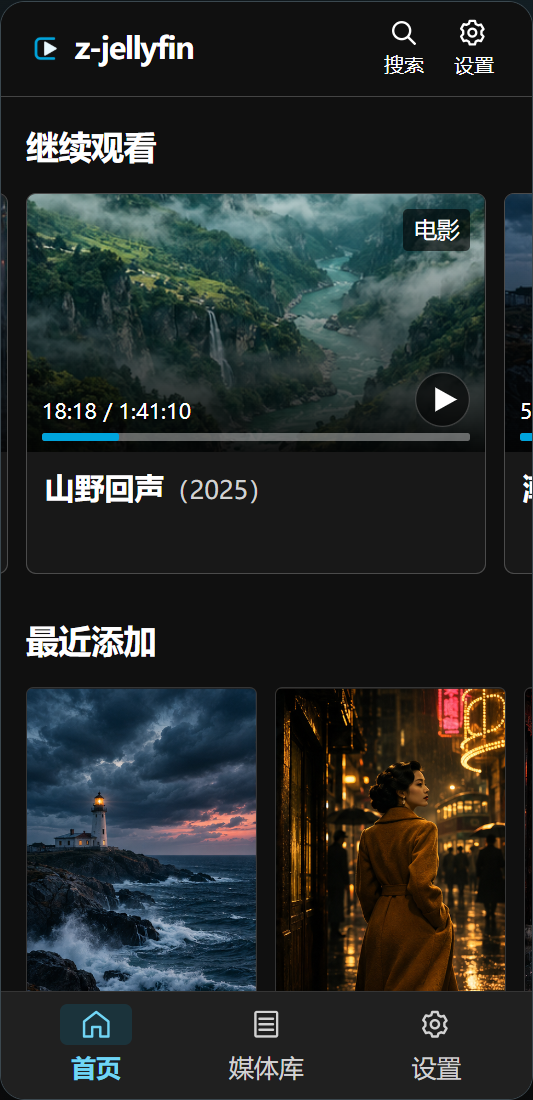 z-jellyfin
搜索
设置
继续观看
电影
18:18 / 1:41:10
山野回声（2025）
最近添加
首页
媒体库
设置